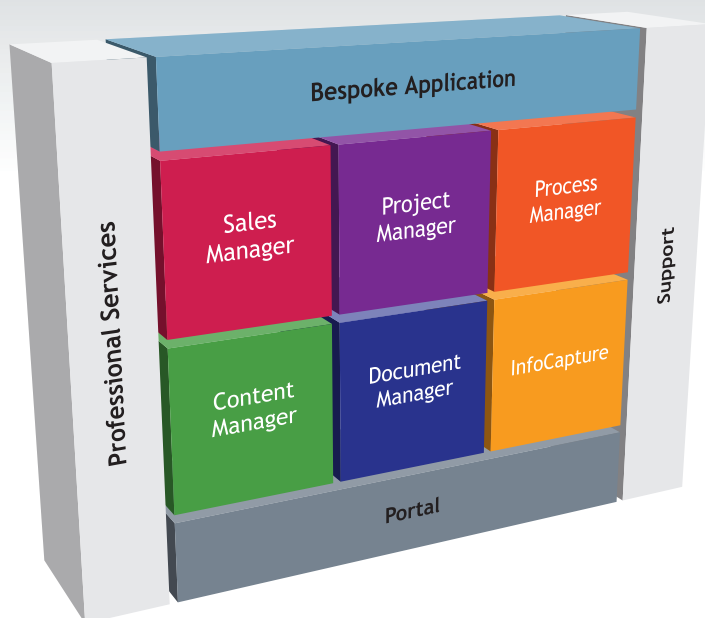 Bespoke Application
Professional Services
Sales
Manager
Project
Manager
Process
Manager
Support
Content
Manager
Document
Manager
InfoCapture
Portal